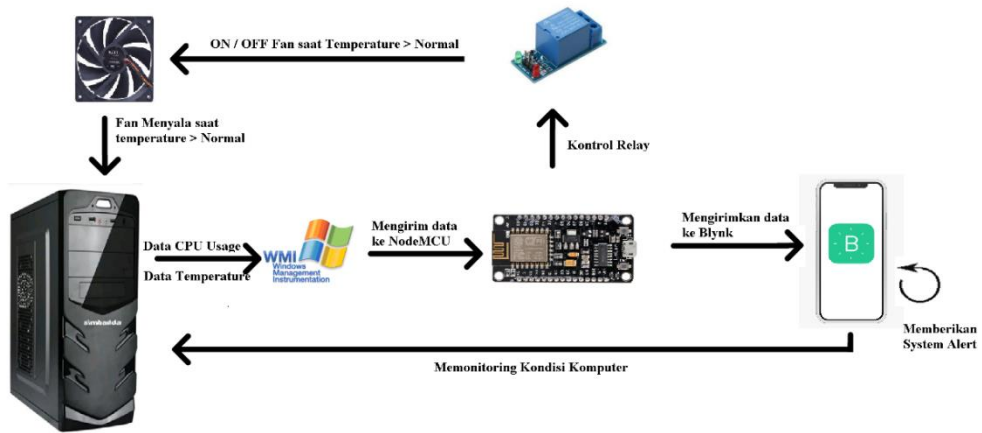 ON / OFF Fan saat Temperature > Normal
Fan Menyala saat
temperature > Normal
Kontrol Relay
Data CPU Usage
Data Temperature
WMI
Windows
Management
Instrumentation
Mengirim data
ke NodeMCU
Mengirimkan data
ke Blynk
B
simbadda
Memberikan
System Alert
Memonitoring Kondisi Komputer